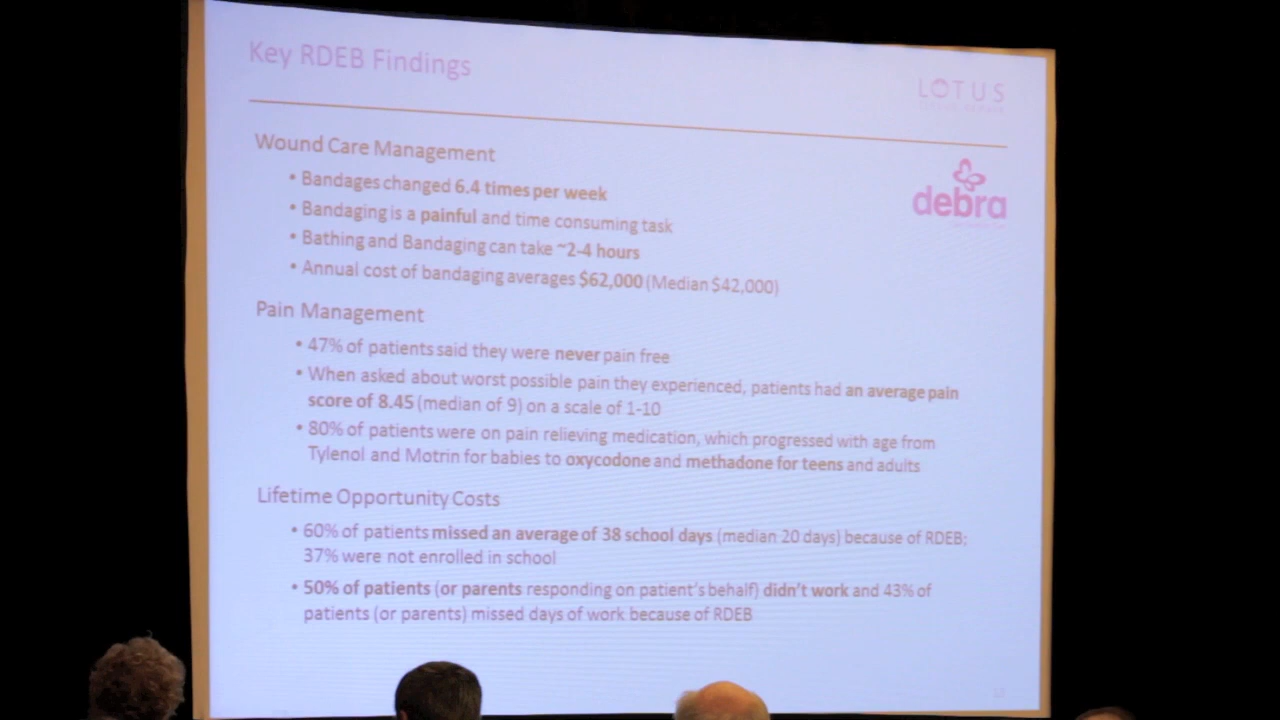 Key RDEB Findings
LOTUS
debra
Wound Care Management
• Bandages changed 6.4 times per week
• Bandaging is a painful and time consuming task
• Bathing and Bandaging can take ~2-4 hours
• Annual cost of bandaging averages $62,000 (Median $42,000)
Pain Management
• 47% of patients said they were never pain free
• When asked about worst possible pain they experienced, patients had an average pain
score of 8.45 (median of 9) on a scale of 1-10
• 80% of patients were on pain relieving medication, which progressed with age from
Tylenol and Motrin for babies to oxycodone and methadone for teens and adults
Lifetime Opportunity Costs
• 60% of patients missed an average of 38 school days (median 20 days) because of RDEB;
37% were not enrolled in school
• 50% of patients (or parents responding on patient's behalf) didn't work and 43% of
patients (or parents) missed days of work because of RDEB